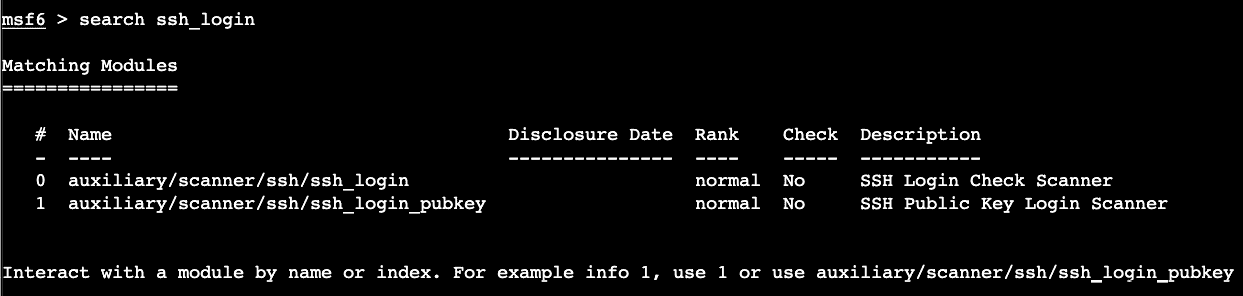 msf6 > search ssh_login
Matching Modules
================
# Name Disclosure Date Rank Check Description
- ---- --------------- ---- ----- -----------
0 auxiliary/scanner/ssh/ssh_login normal No SSH Login Check Scanner
1 auxiliary/scanner/ssh/ssh_login_pubkey normal No SSH Public Key Login Scanner
Interact with a module by name or index. For example info 1, use 1 or use auxiliary/scanner/ssh/ssh_login_pubkey